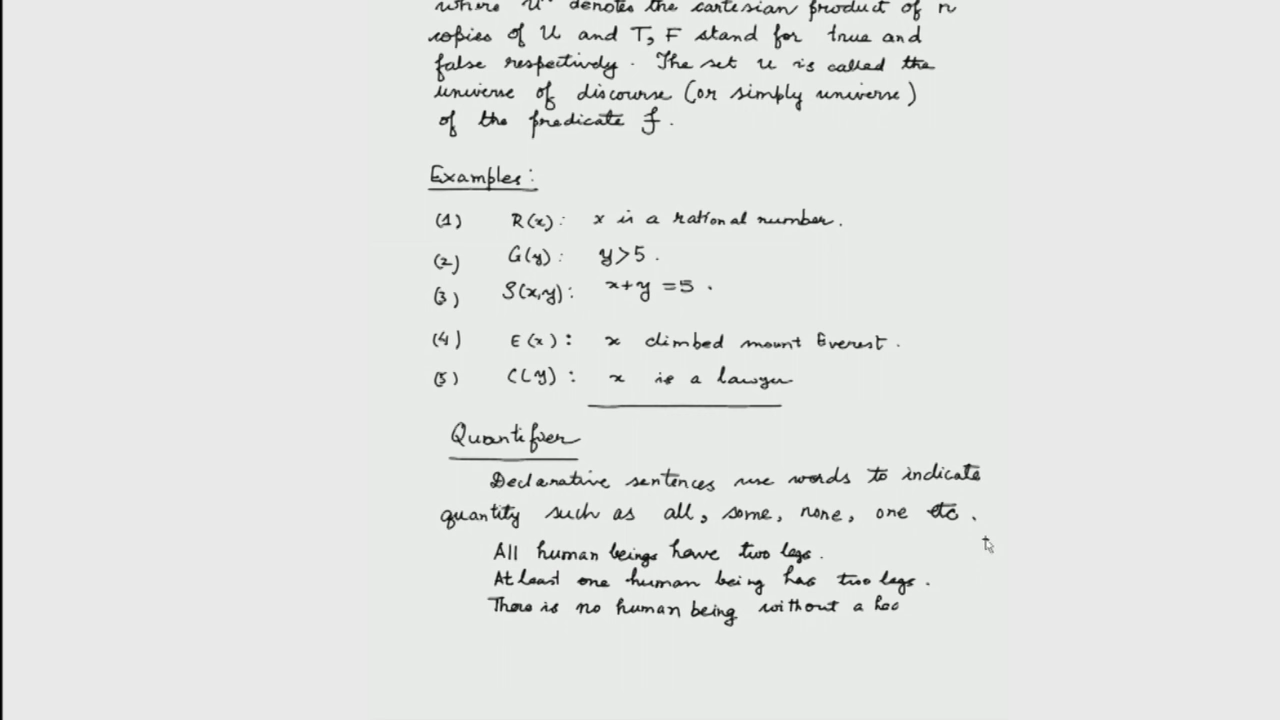 where U^n denotes the cartesian product of n
copies of U and T, F stand for true and
false respectively. The set U is called the
universe of discourse (or simply universe)
of the predicate f.
Examples:
(1) R(x): x is a rational number.
(2) G(y): y>5.
(3) S(x,y): x+y=5.
(4) E(x): x climbed mount Everest.
(5) C(y): x is a lawyer
Quantifier
Declarative sentences use words to indicate
quantity such as all, some, none, one etc.
All human beings have two legs.
At least one human being has two legs.
There is no human being without a hea